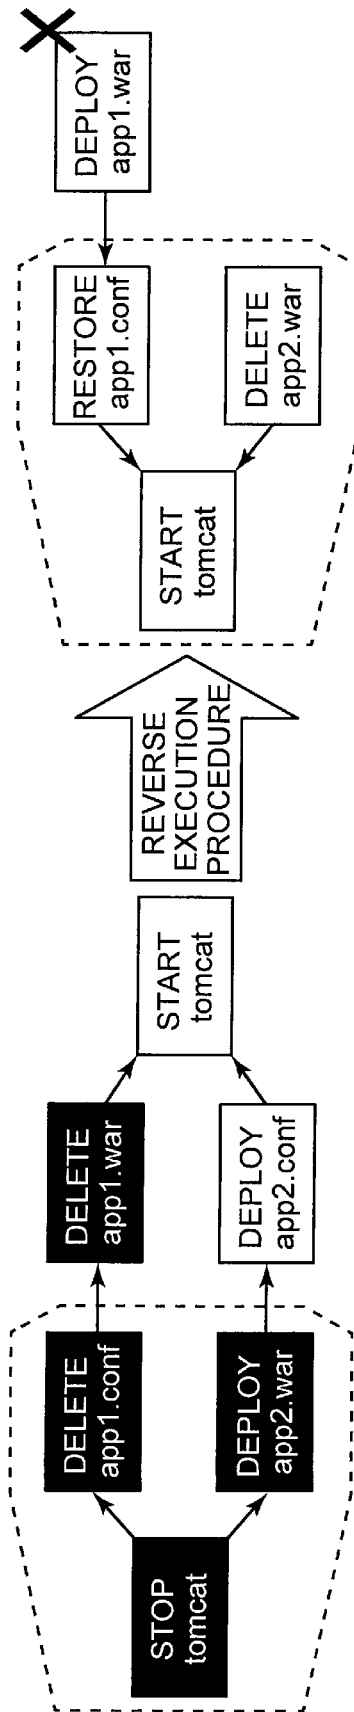 STOP
tomcat
DELETE
app1.conf
DEPLOY
app2.war
DELETE
app1.war
DEPLOY
app2.conf
START
tomcat
REVERSE
EXECUTION
PROCEDURE
START
tomcat
RESTORE
app1.conf
DELETE
app2.war
DEPLOY
app1.war